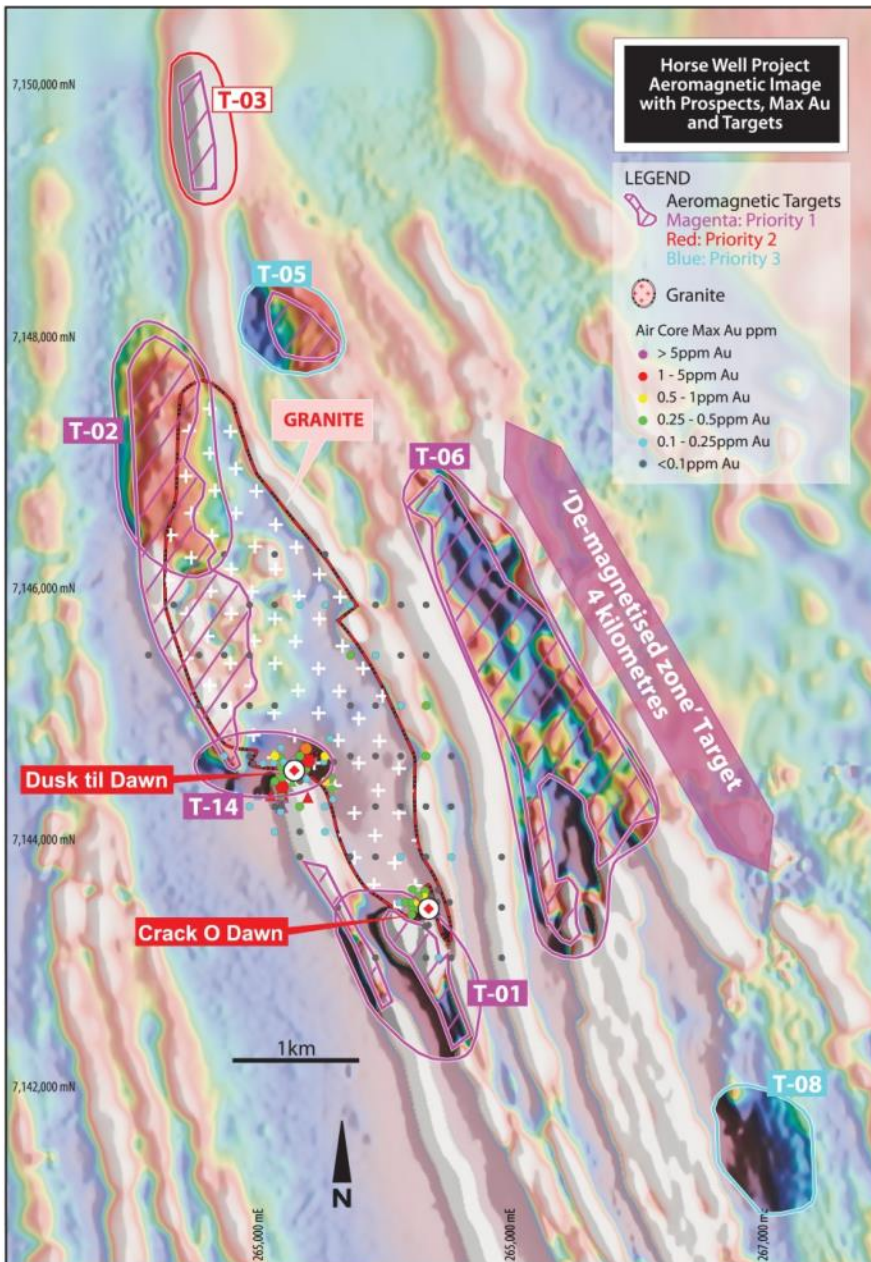 Horse Well Project
Aeromagnetic Image
with Prospects, Max Au
and Targets
LEGEND
Aeromagnetic Targets
Magenta: Priority 1
Red: Priority 2
Blue: Priority 3
Granite
Air Core Max Au ppm
> 5ppm Au
1 - 5ppm Au
0.5 - 1ppm Au
0.25 - 0.5ppm Au
0.1 - 0.25ppm Au
<0.1ppm Au
7,150,000 mN
T-03
T-05
7,148,000 mN
T-02
GRANITE
T-06
'De-magnetised zone' Target
4 kilometres
7,146,000 mN
Dusk til Dawn
T-14
7,144,000 mN
Crack O Dawn
T-01
1km
7,142,000 mN
T-08
N
265,000 mE
265,000 mE
267,000 mE